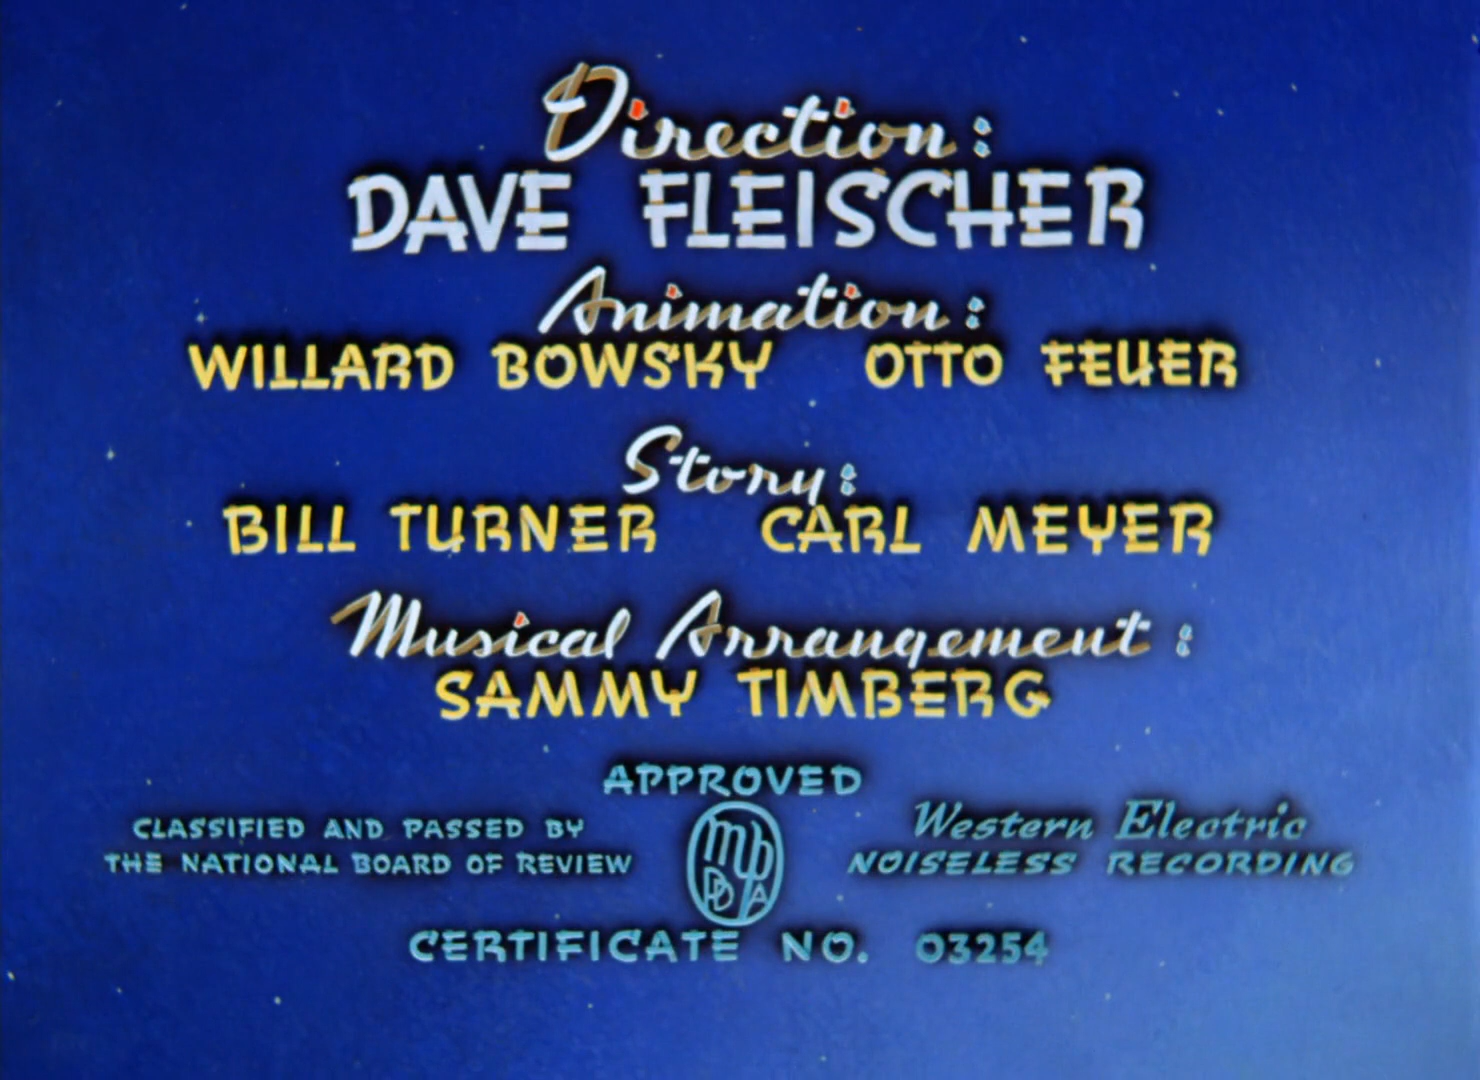 Direction:
DAVE FLEISCHER
Animation:
WILLARD BOWSKY OTTO FEUER
Story:
BILL TURNER CARL MEYER
Musical Arrangement:
SAMMY TIMBERG
APPROVED
CLASSIFIED AND PASSED BY
THE NATIONAL BOARD OF REVIEW
MPPDA
Western Electric
NOISELESS RECORDING
CERTIFICATE NO. 03254